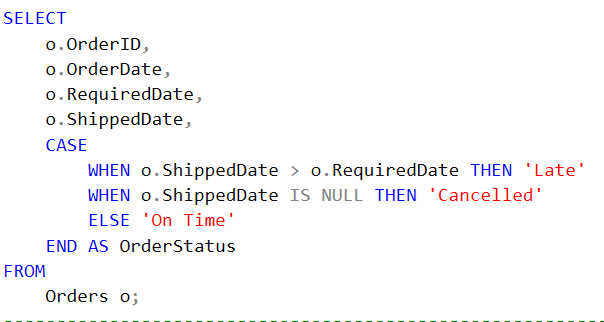 SELECT
    o.OrderID,
    o.OrderDate,
    o.RequiredDate,
    o.ShippedDate,
    CASE
        WHEN o.ShippedDate > o.RequiredDate THEN 'Late'
        WHEN o.ShippedDate IS NULL THEN 'Cancelled'
        ELSE 'On Time'
    END AS OrderStatus
FROM
    Orders o;
---------------------------------------------------------